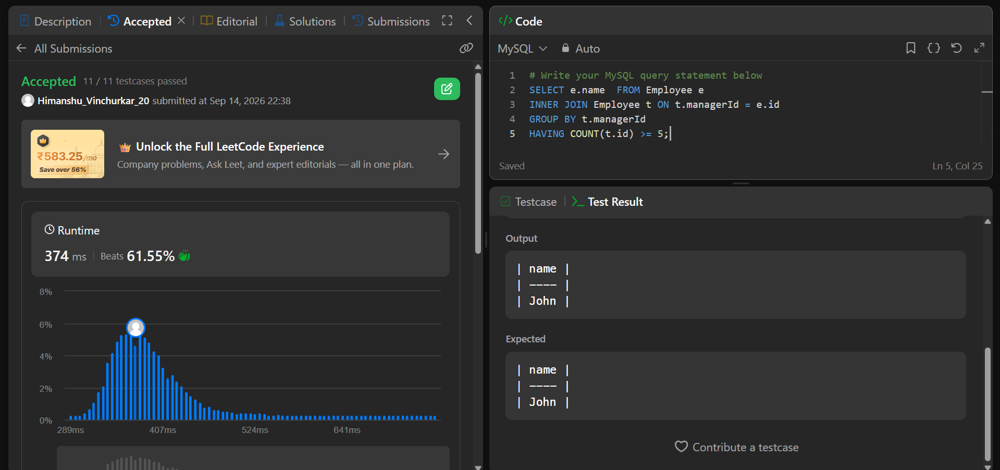 Description
Accepted
Editorial
Solutions
Submissions
All Submissions
Accepted 11 / 11 testcases passed
Himanshu_Vinchurkar_20 submitted at Sep 14, 2026 22:38
₹583.25/mo
Save over 56%
Unlock the Full LeetCode Experience
Company problems, Ask Leet, and expert editorials — all in one plan.
Runtime
374 ms Beats 61.55%
8%
6%
4%
2%
0%
289ms 407ms 524ms 641ms
</> Code
MySQL Auto
1 # Write your MySQL query statement below
2 SELECT e.name  FROM Employee e
3 INNER JOIN Employee t ON t.managerId = e.id
4 GROUP BY t.managerId
5 HAVING COUNT(t.id) >= 5;
Saved Ln 5, Col 25
Testcase
Test Result
Output
| name |
| ---- |
| John |
Expected
| name |
| ---- |
| John |
Contribute a testcase